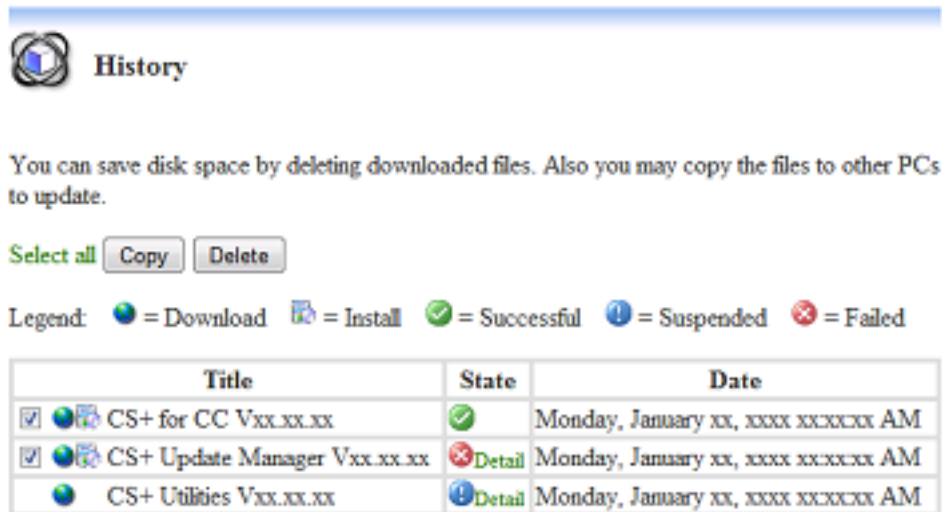 History
You can save disk space by deleting downloaded files. Also you may copy the files to other PCs
to update.
Select all Copy Delete
Legend: = Download = Install = Successful = Suspended = Failed
Title State Date
CS+ for CC Vxx.xx.xx Monday, January xx, xxxx xx:xx:xx AM
CS+ Update Manager Vxx.xx.xx Detail Monday, January xx, xxxx xx:xx:xx AM
CS+ Utilities Vxx.xx.xx Detail Monday, January xx, xxxx xx:xx:xx AM